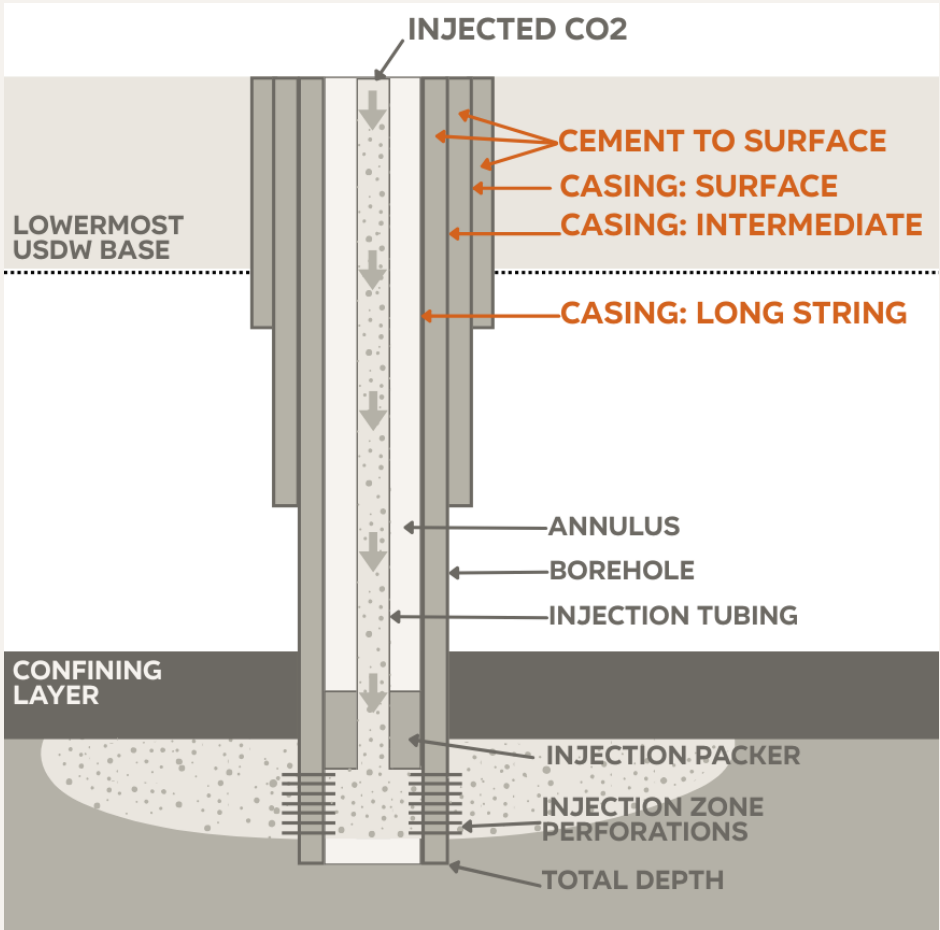 INJECTED CO2
CEMENT TO SURFACE
CASING: SURFACE
LOWERMOST
USDW BASE
CASING: INTERMEDIATE
CASING: LONG STRING
ANNULUS
BOREHOLE
INJECTION TUBING
CONFINING
LAYER
INJECTION PACKER
INJECTION ZONE
PERFORATIONS
TOTAL DEPTH